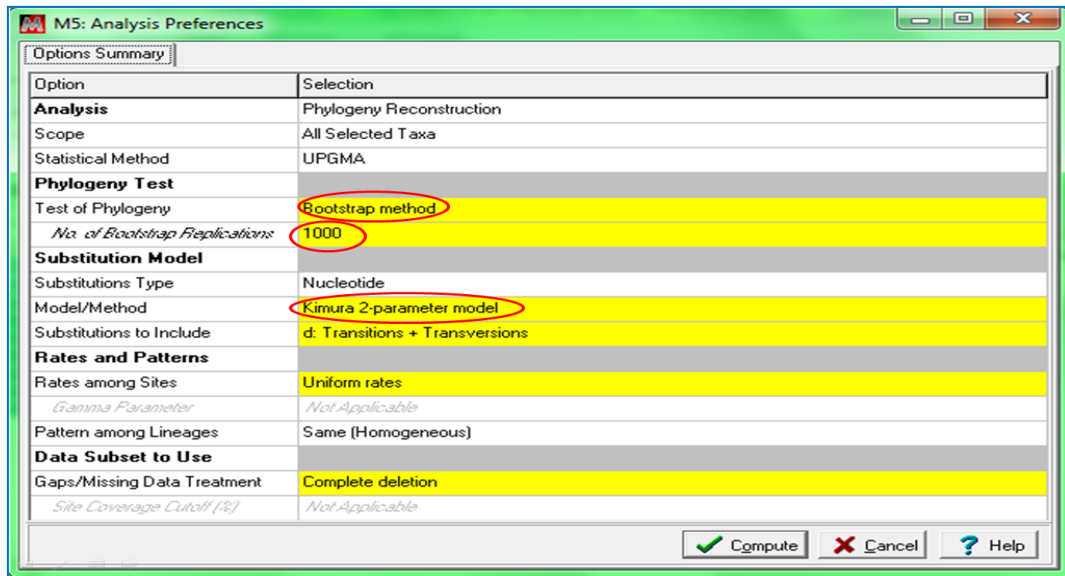 M5: Analysis Preferences
Options Summary
Option Selection
Analysis Phylogeny Reconstruction
Scope All Selected Taxa
Statistical Method UPGMA
Phylogeny Test
Test of Phylogeny Bootstrap method
No. of Bootstrap Replications 1000
Substitution Model
Substitutions Type Nucleotide
Model/Method Kimura 2-parameter model
Substitutions to Include d: Transitions + Transversions
Rates and Patterns
Rates among Sites Uniform rates
Gamma Parameter Not Applicable
Pattern among Lineages Same (Homogeneous)
Data Subset to Use
Gaps/Missing Data Treatment Complete deletion
Site Coverage Cutoff (%) Not Applicable
Compute Cancel ? Help